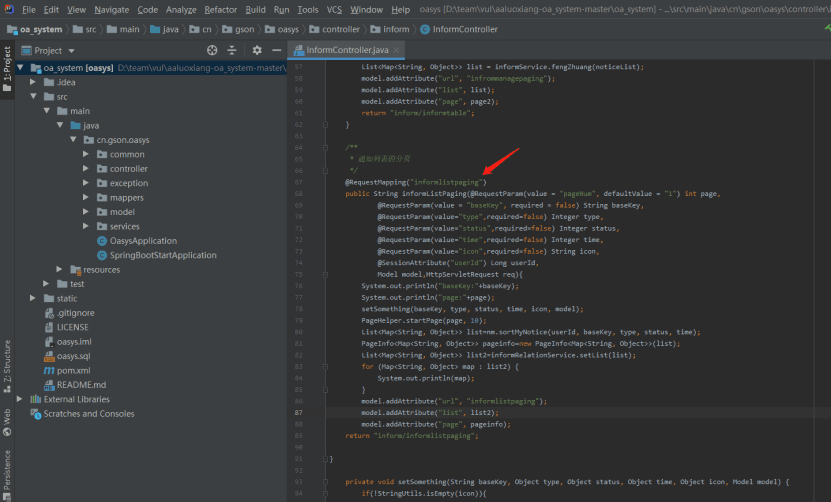 File Edit View Navigate Code Analyze Refactor Build Run Tools VCS Window Help oasys [D:\team\vul\aaluoxiang-oa_system-master\oa_system] - ...\src\main\java\cn\gson\oasys\controller\i
oa_system src main java cn gson oasys controller inform InformController
Project
InformController.java
1: Project
Z: Structure
Web
Persistence
oa_system [oasys] D:\team\vul\aaluoxiang-oa_system-master\
.idea
src
main
java
cn.gson.oasys
common
controller
exception
mappers
model
services
OasysApplication
SpringBootStartApplication
resources
test
static
.gitignore
LICENSE
oasys.iml
oasys.sql
pom.xml
README.md
External Libraries
Scratches and Consoles
57 List<Map<String, Object>> list = informService.fengZhuang(noticeList);
58 model.addAttribute("url", "infrommanagepaging");
59 model.addAttribute("list", list);
60 model.addAttribute("page", page2);
61 return "inform/informtable";
62 }
63
64 /**
65 * 通知列表的分页
66 */
67 @RequestMapping("informlistpaging")
68 public String informListPaging(@RequestParam(value = "pageNum", defaultValue = "1") int page,
69 @RequestParam(value = "baseKey", required = false) String baseKey,
70 @RequestParam(value="type",required=false) Integer type,
71 @RequestParam(value="status",required=false) Integer status,
72 @RequestParam(value="time",required=false) Integer time,
73 @RequestParam(value="icon",required=false) String icon,
74 @SessionAttribute("userId") Long userId,
75 Model model,HttpServletRequest req){
76 System.out.println("baseKey:"+baseKey);
77 System.out.println("page:"+page);
78 setSomething(baseKey, type, status, time, icon, model);
79 PageHelper.startPage(page, 10);
80 List<Map<String, Object>> list=nm.sortMyNotice(userId, baseKey, type, status, time);
81 PageInfo<Map<String, Object>> pageinfo=new PageInfo<Map<String, Object>>(list);
82 List<Map<String, Object>> list2=informRelationService.setList(list);
83 for (Map<String, Object> map : list2) {
84 System.out.println(map);
85 }
86 model.addAttribute("url", "informlistpaging");
87 model.addAttribute("list", list2);
88 model.addAttribute("page", pageinfo);
89 return "inform/informlistpaging";
90
91 }
92
93 private void setSomething(String baseKey, Object type, Object status, Object time, Object icon, Model model) {
94 if(!StringUtils.isEmpty(icon)){